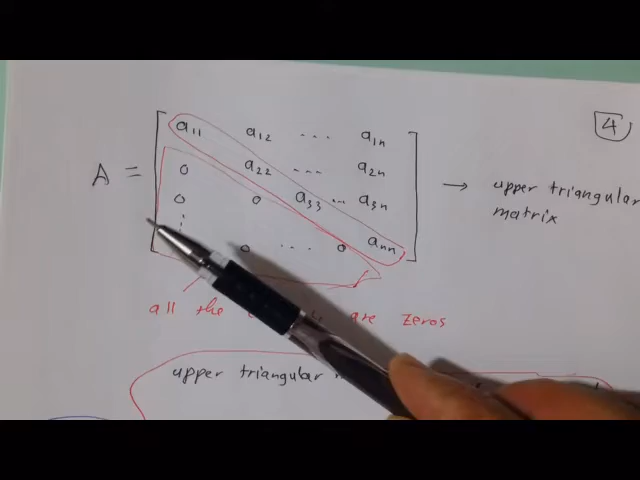 4
a11 a12 ... a1n
0 a22 ... a2n
A = 0 0 a33 ... a3n → upper triangular
matrix
⋮
0 ... 0 ann
all the are zeros
upper triangular